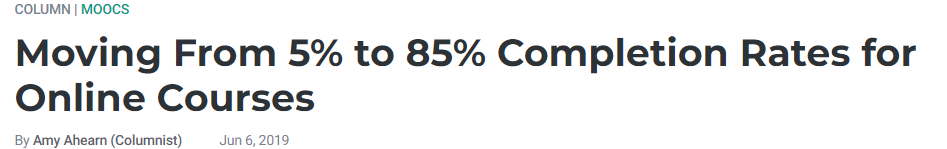 COLUMN | MOOCS
Moving From 5% to 85% Completion Rates for
Online Courses
By Amy Ahearn (Columnist) Jun 6, 2019